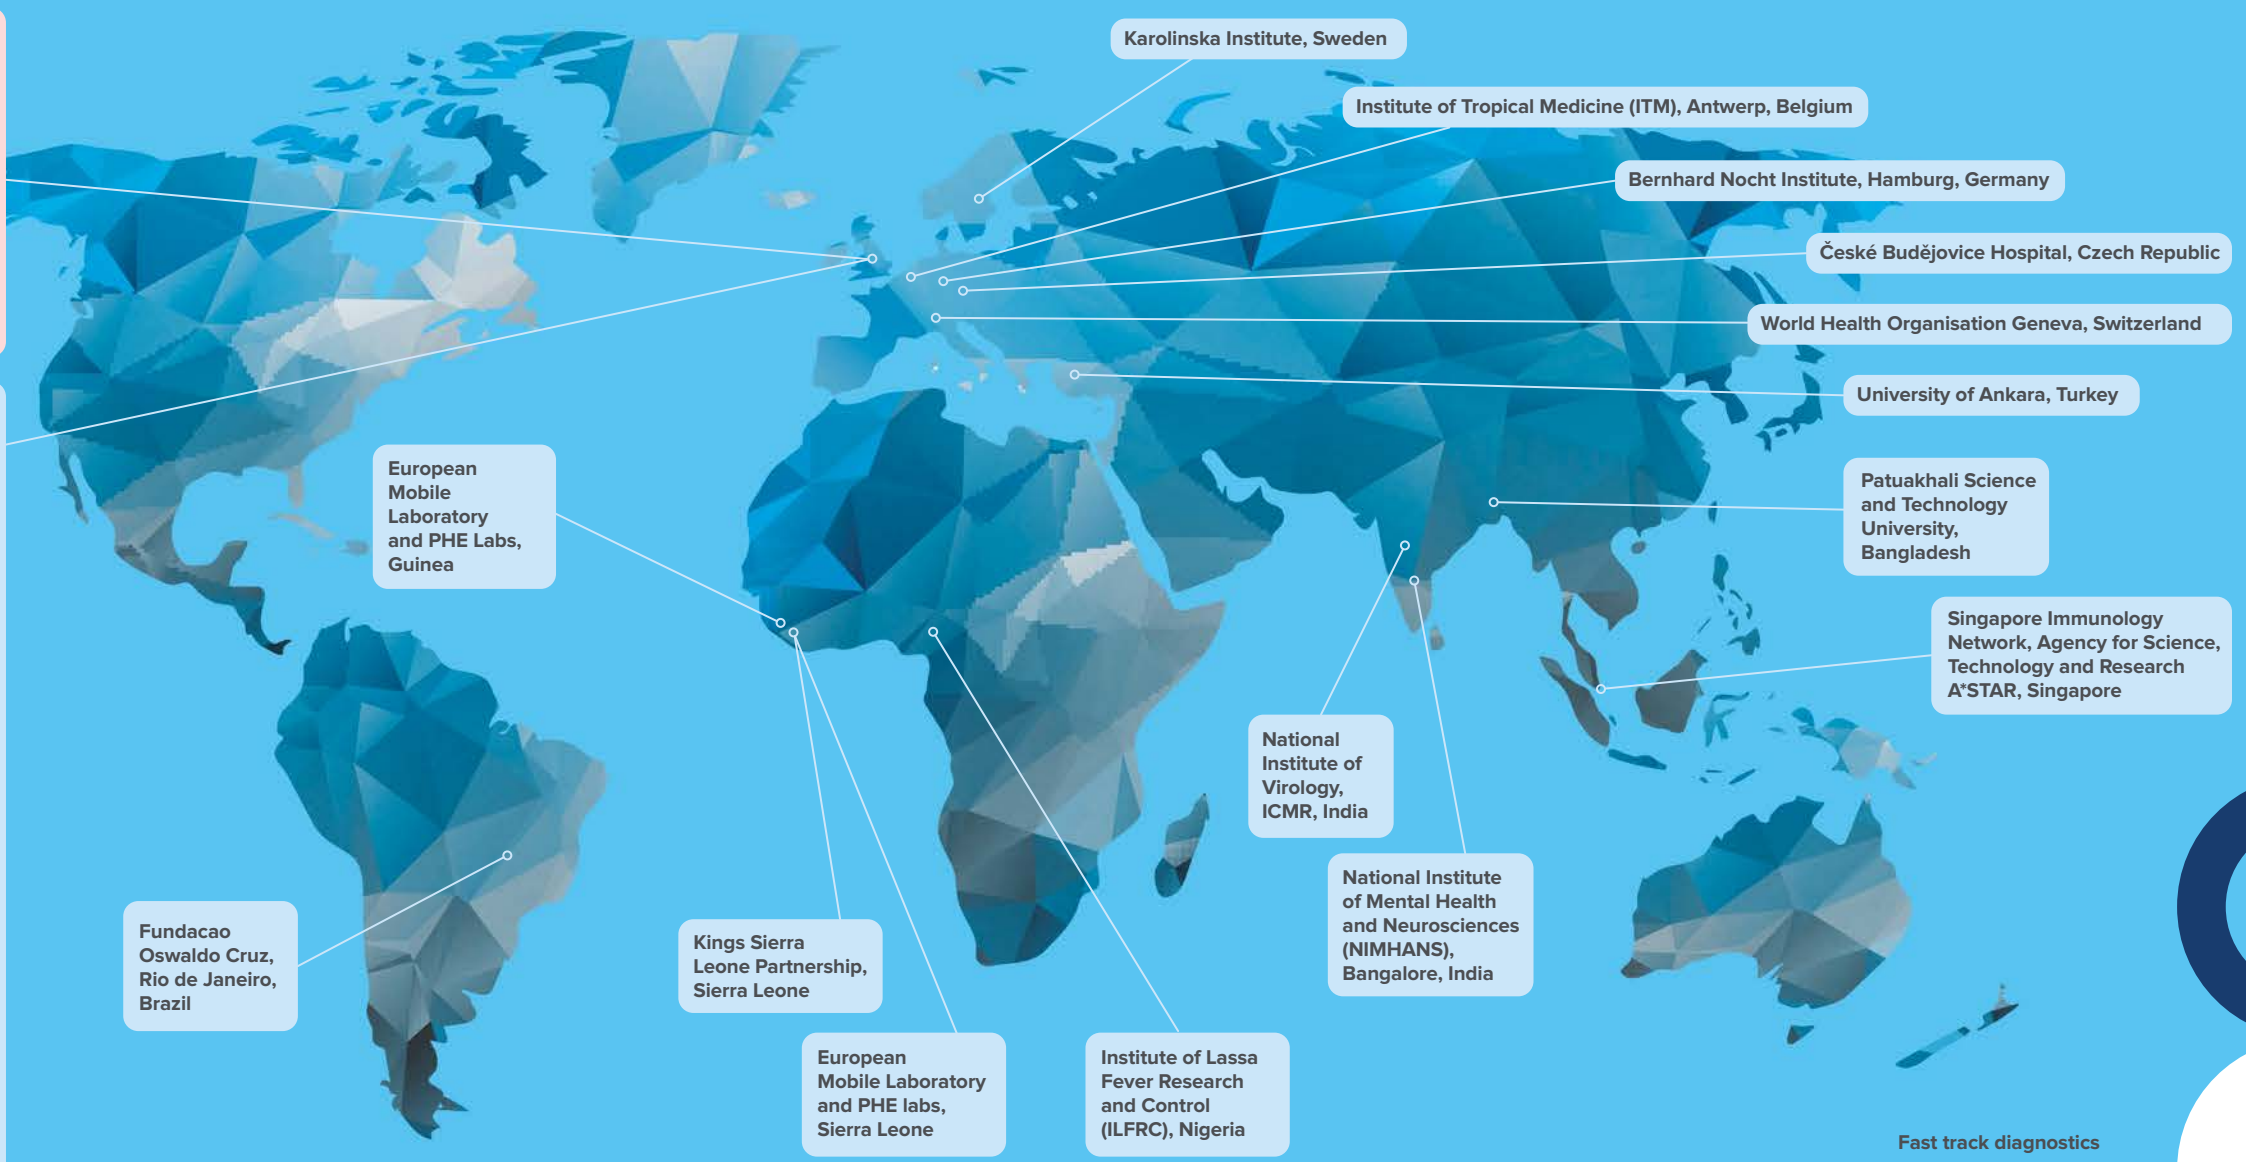 Karolinska Institute, Sweden
Institute of Tropical Medicine (ITM), Antwerp, Belgium
Bernhard Nocht Institute, Hamburg, Germany
České Budějovice Hospital, Czech Republic
World Health Organisation Geneva, Switzerland
University of Ankara, Turkey
European
Mobile
Laboratory
and PHE Labs,
Guinea
Patuakhali Science
and Technology
University,
Bangladesh
Singapore Immunology
Network, Agency for Science,
Technology and Research
A*STAR, Singapore
National
Institute of
Virology,
ICMR, India
National Institute
of Mental Health
and Neurosciences
(NIMHANS),
Bangalore, India
Fundacao
Oswaldo Cruz,
Rio de Janeiro,
Brazil
Kings Sierra
Leone Partnership,
Sierra Leone
European
Mobile Laboratory
and PHE labs,
Sierra Leone
Institute of Lassa
Fever Research
and Control
(ILFRC), Nigeria
Fast track diagnostics